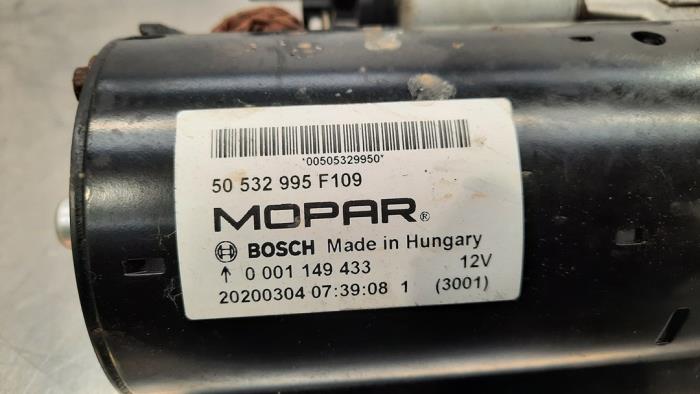 *00505329950*
50 532 995 F109
MOPAR®
BOSCH Made in Hungary
↑ 0 001 149 433 12V
20200304 07:39:08 1 (3001)